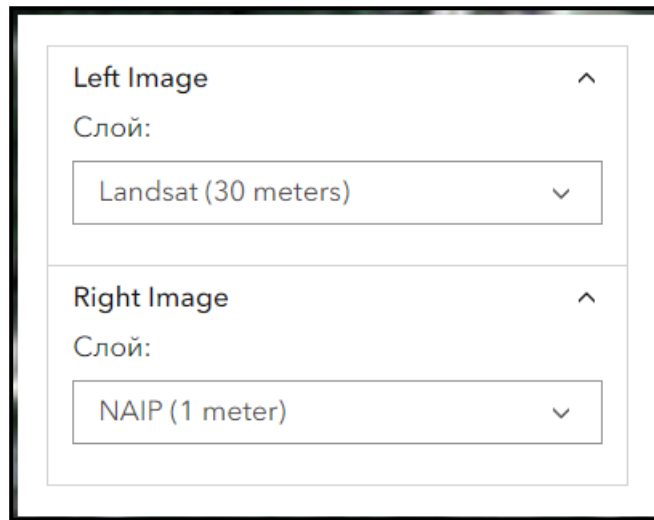 Left Image
Слой:
Landsat (30 meters)
Right Image
Слой:
NAIP (1 meter)